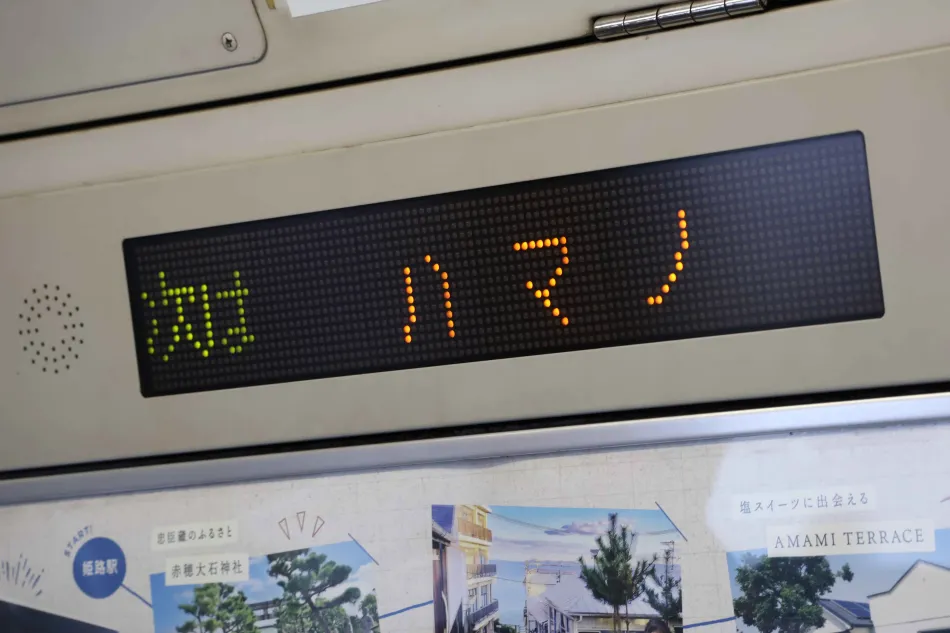 次は ハマノ
START!
姫路駅
忠臣蔵のふるさと
赤穂大石神社
塩スイーツに出会える
AMAMI TERRACE